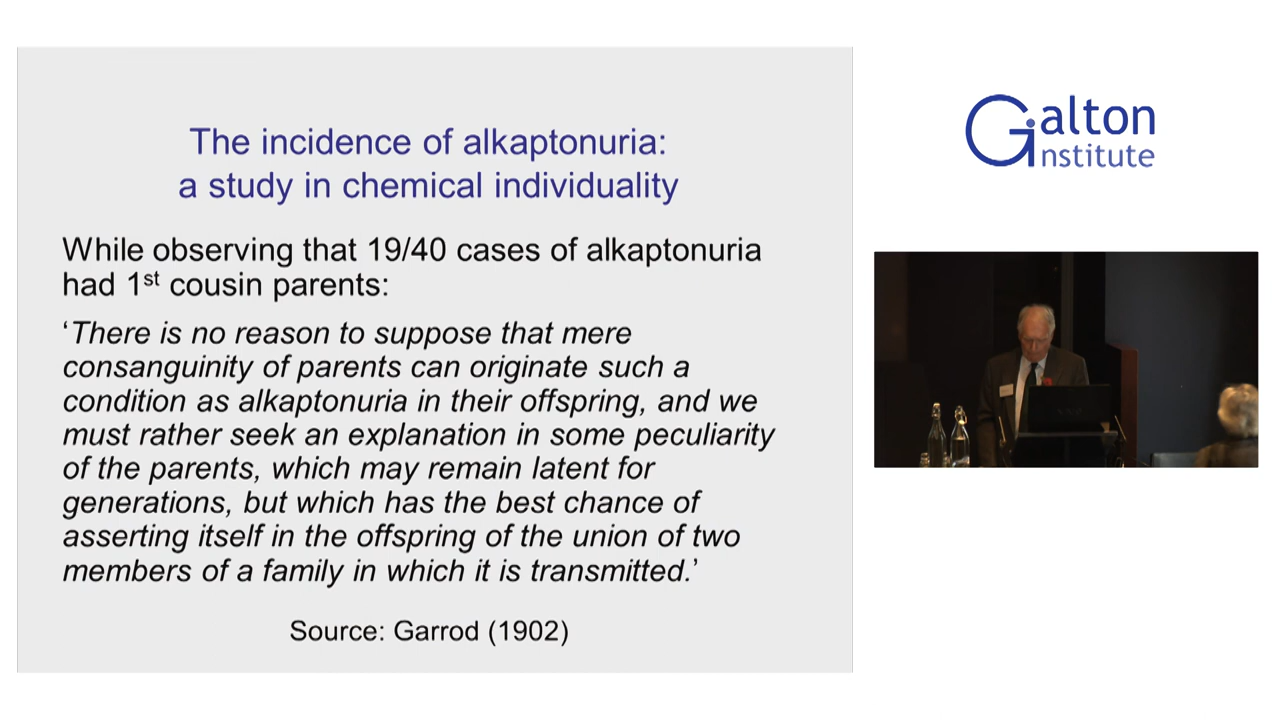 The incidence of alkaptonuria:
a study in chemical individuality
While observing that 19/40 cases of alkaptonuria
had 1st cousin parents:
‘There is no reason to suppose that mere
consanguinity of parents can originate such a
condition as alkaptonuria in their offspring, and we
must rather seek an explanation in some peculiarity
of the parents, which may remain latent for
generations, but which has the best chance of
asserting itself in the offspring of the union of two
members of a family in which it is transmitted.’
Source: Garrod (1902)
Galton
institute